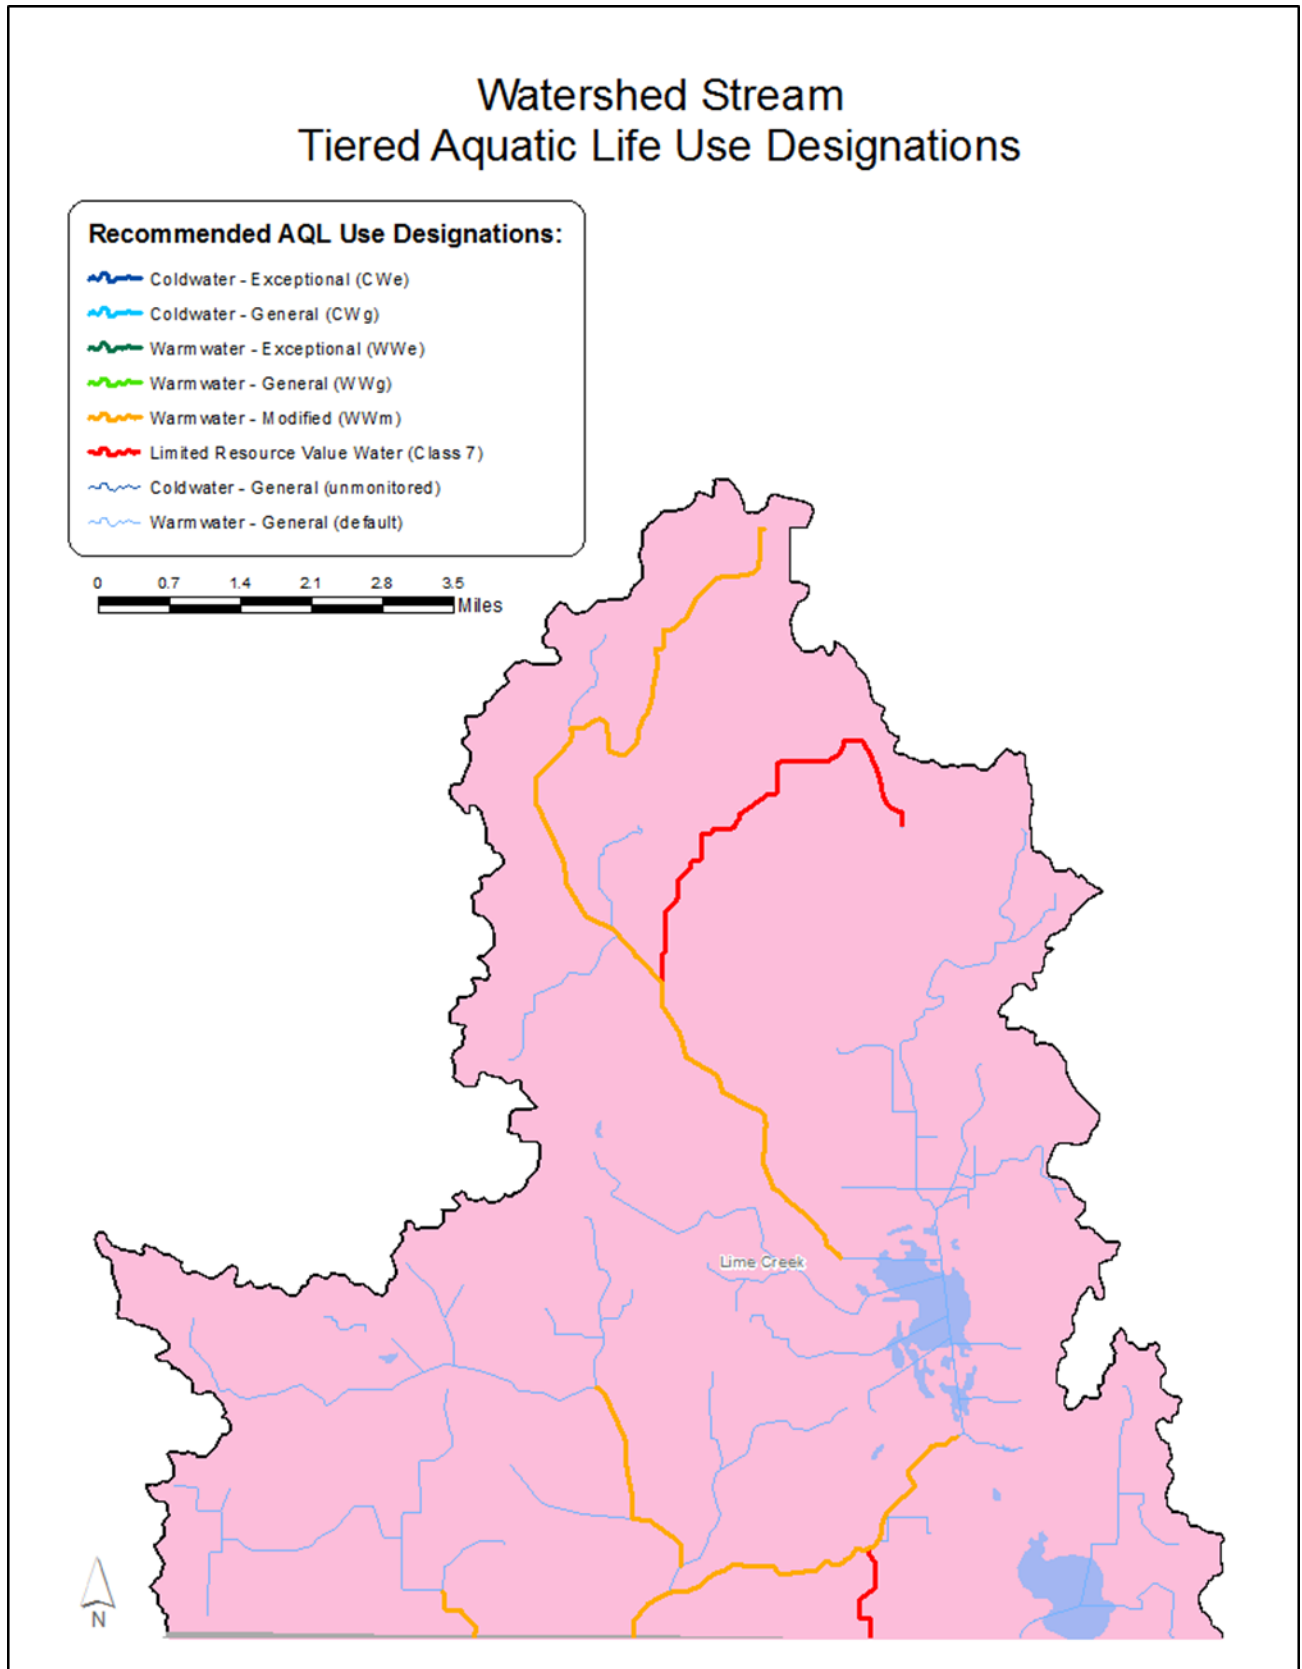 Watershed Stream
Tiered Aquatic Life Use Designations
Recommended AQL Use Designations:
Coldwater - Exceptional (CWe)
Coldwater - General (CWg)
Warmwater - Exceptional (WWe)
Warmwater - General (WWg)
Warmwater - Modified (WWm)
Limited Resource Value Water (Class 7)
Coldwater - General (unmonitored)
Warmwater - General (default)
0 0.7 1.4 2.1 2.8 3.5
Miles
Lime Creek
N